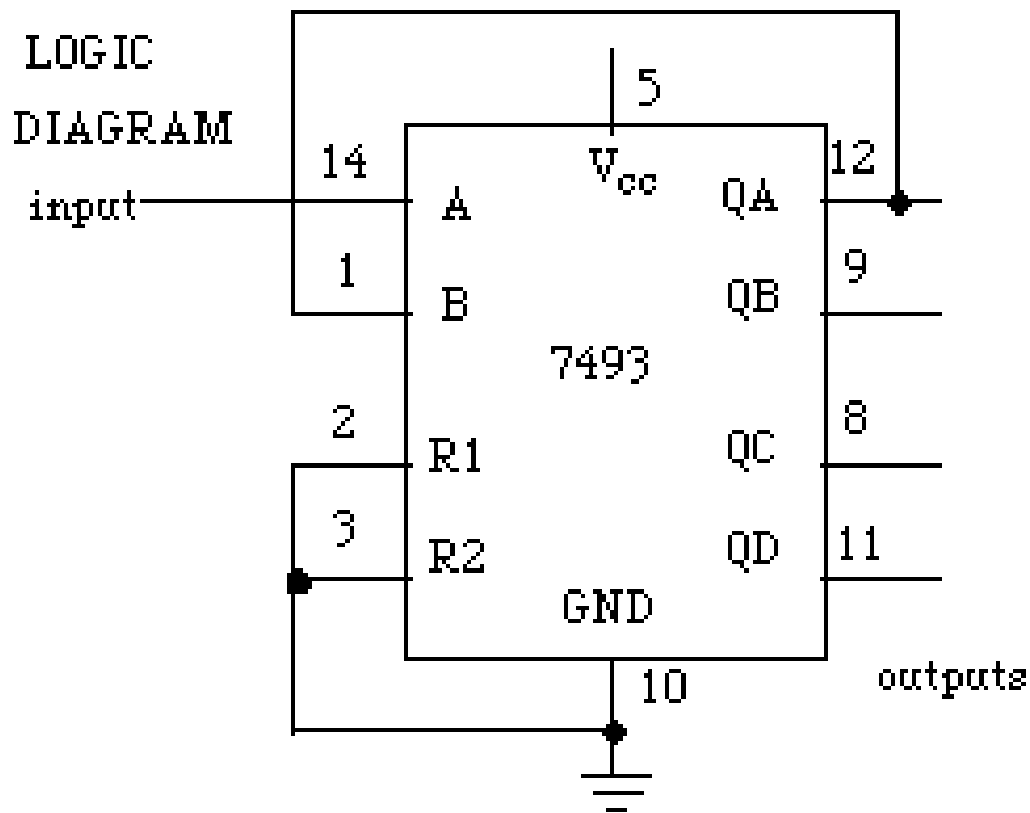 LOGIC
DIAGRAM
5
14
Vcc
12
input
A
QA
1
9
B
QB
7493
2
8
R1
QC
3
11
R2
QD
GND
10
outputs